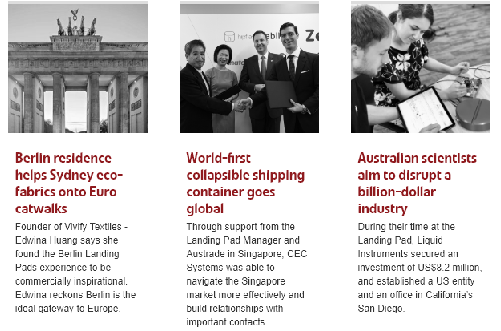 Berlin residence
helps Sydney eco-
fabrics onto Euro
catwalks
Founder of Vivify Textiles -
Edwina Huang says she
found the Berlin Landing
Pads experience to be
commercially inspirational.
Edwina reckons Berlin is the
ideal gateway to Europe.
World-first
collapsible shipping
container goes
global
Through support from the
Landing Pad Manager and
Austrade in Singapore, CEC
Systems was able to
navigate the Singapore
market more effectively and
build relationships with
important contacts
Australian scientists
aim to disrupt a
billion-dollar
industry
During their time at the
Landing Pad, Liquid
Instruments secured an
investment of US$8.2 million,
and established a US entity
and an office in California's
San Diego.